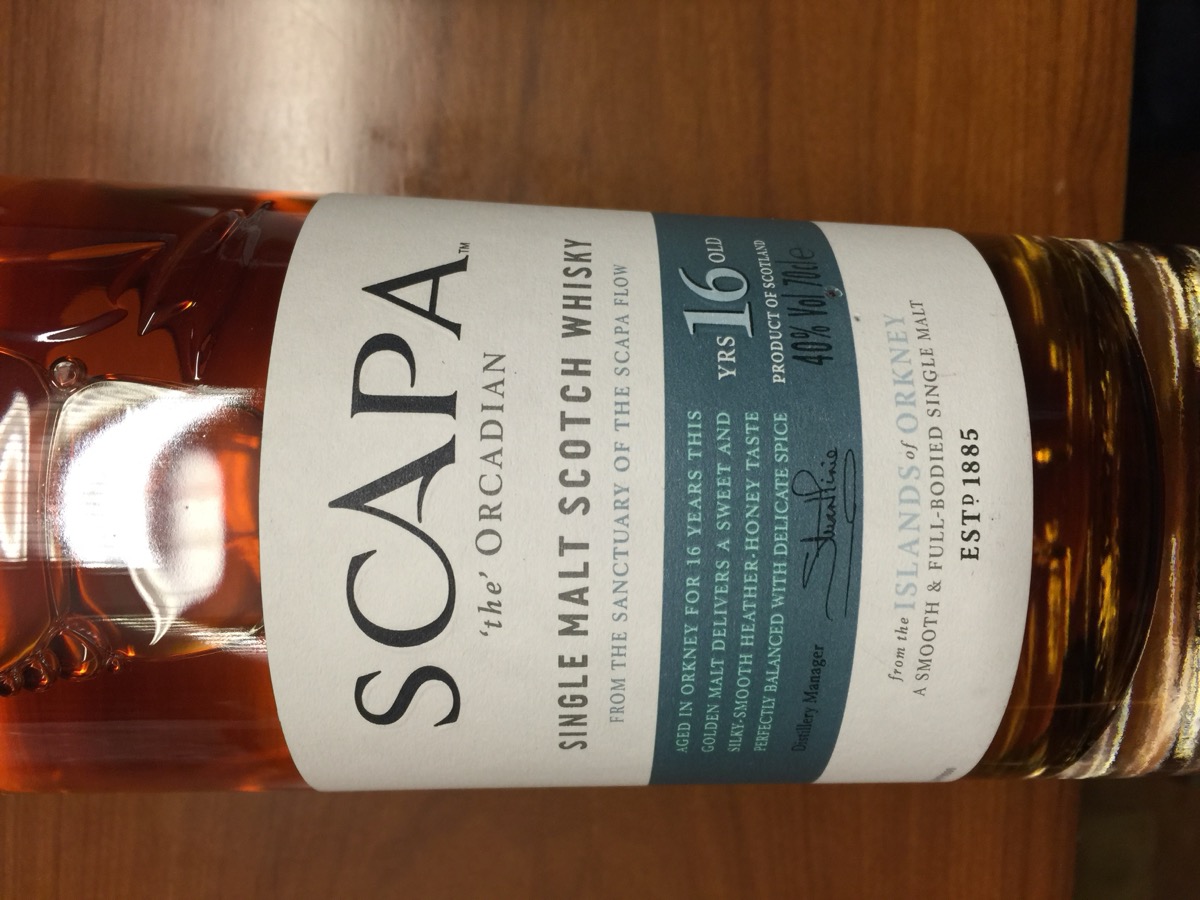 SCAPA™
'the' ORCADIAN
SINGLE MALT SCOTCH WHISKY
FROM THE SANCTUARY OF THE SCAPA FLOW
AGED IN ORKNEY FOR 16 YEARS THIS
GOLDEN MALT DELIVERS A SWEET AND
SILKY-SMOOTH HEATHER-HONEY TASTE
PERFECTLY BALANCED WITH DELICATE SPICE
Distillery Manager
YRS 16 OLD
PRODUCT OF SCOTLAND
40% Vol 70cl e
from the ISLANDS of ORKNEY
A SMOOTH & FULL-BODIED SINGLE MALT
ESTD 1885